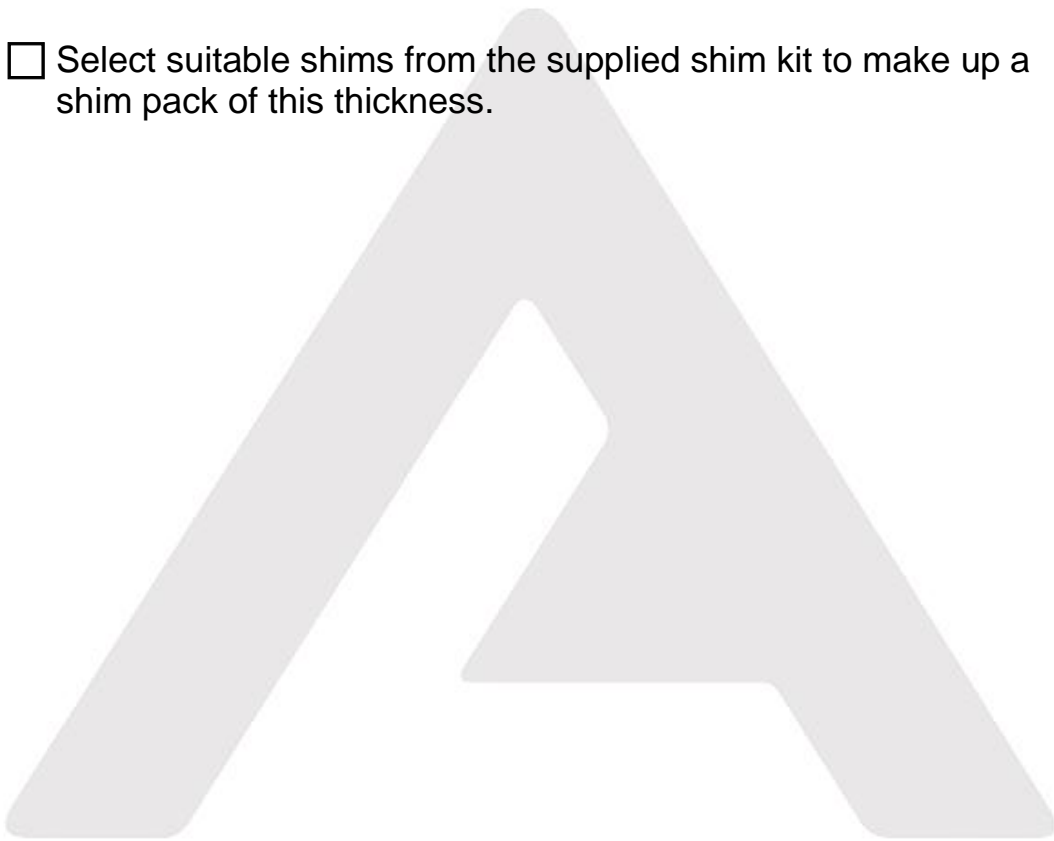 Select suitable shims from the supplied shim kit to make up a
shim pack of this thickness.